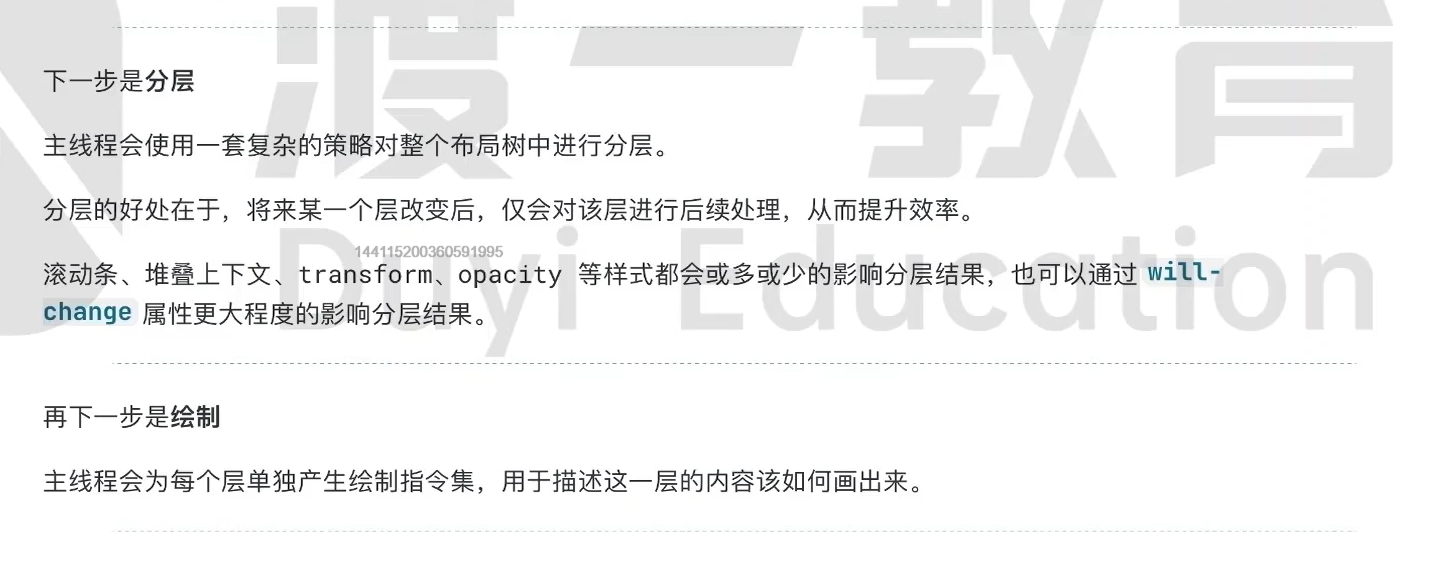 渡一教育
Duyi Education
下一步是分层
主线程会使用一套复杂的策略对整个布局树中进行分层。
分层的好处在于，将来某一个层改变后，仅会对该层进行后续处理，从而提升效率。
144115200360591995
滚动条、堆叠上下文、transform、opacity 等样式都会或多或少的影响分层结果，也可以通过 will-
change 属性更大程度的影响分层结果。
再下一步是绘制
主线程会为每个层单独产生绘制指令集，用于描述这一层的内容该如何画出来。